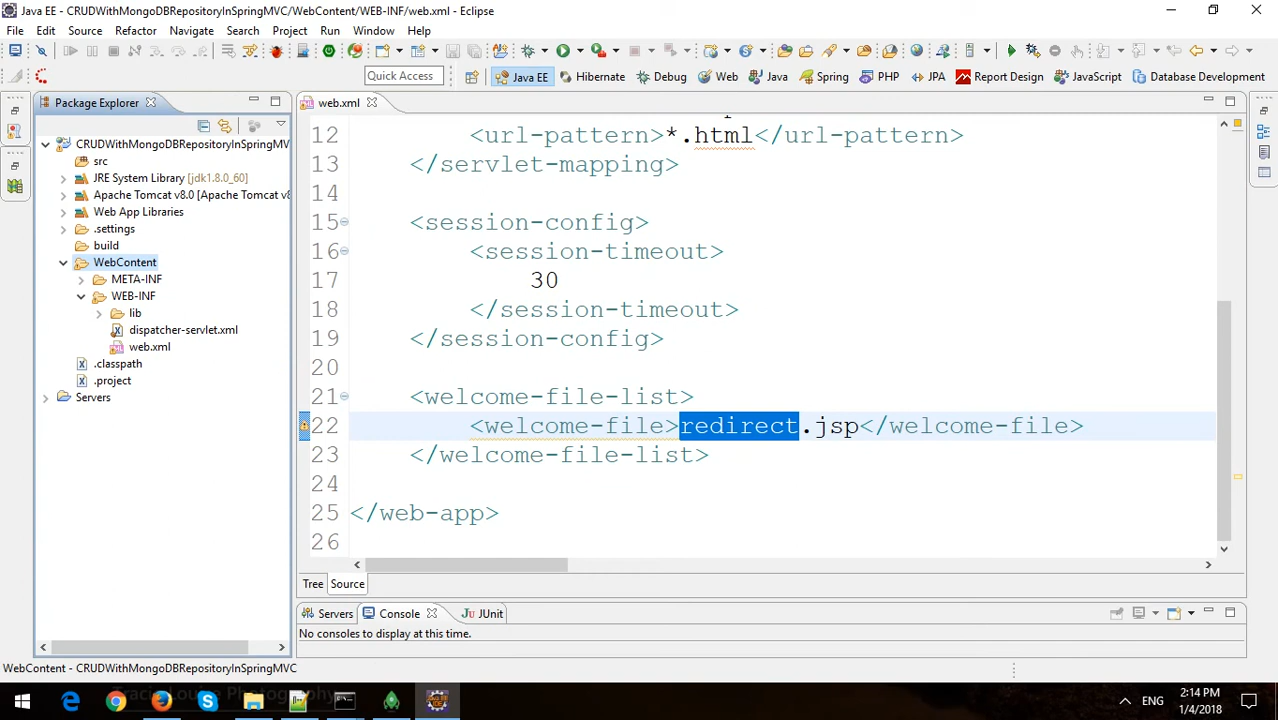 Java EE - CRUDWithMongoDBRepositoryInSpringMVC/WebContent/WEB-INF/web.xml - Eclipse
File Edit Source Refactor Navigate Search Project Run Window Help
Quick Access
Java EE Hibernate Debug Web Java Spring PHP JPA Report Design JavaScript Database Development
Package Explorer
CRUDWithMongoDBRepositoryInSpringMV
src
JRE System Library [jdk1.8.0_60]
Apache Tomcat v8.0 [Apache Tomcat v8
Web App Libraries
.settings
build
WebContent
META-INF
WEB-INF
lib
dispatcher-servlet.xml
web.xml
.classpath
.project
Servers
web.xml
12 <url-pattern>*.html</url-pattern>
13 </servlet-mapping>
14
15 <session-config>
16 <session-timeout>
17 30
18 </session-timeout>
19 </session-config>
20
21 <welcome-file-list>
22 <welcome-file>redirect.jsp</welcome-file>
23 </welcome-file-list>
24
25 </web-app>
26
Tree Source
Servers Console JUnit
No consoles to display at this time.
WebContent - CRUDWithMongoDBRepositoryInSpringMVC
ENG
2:14 PM
1/4/2018